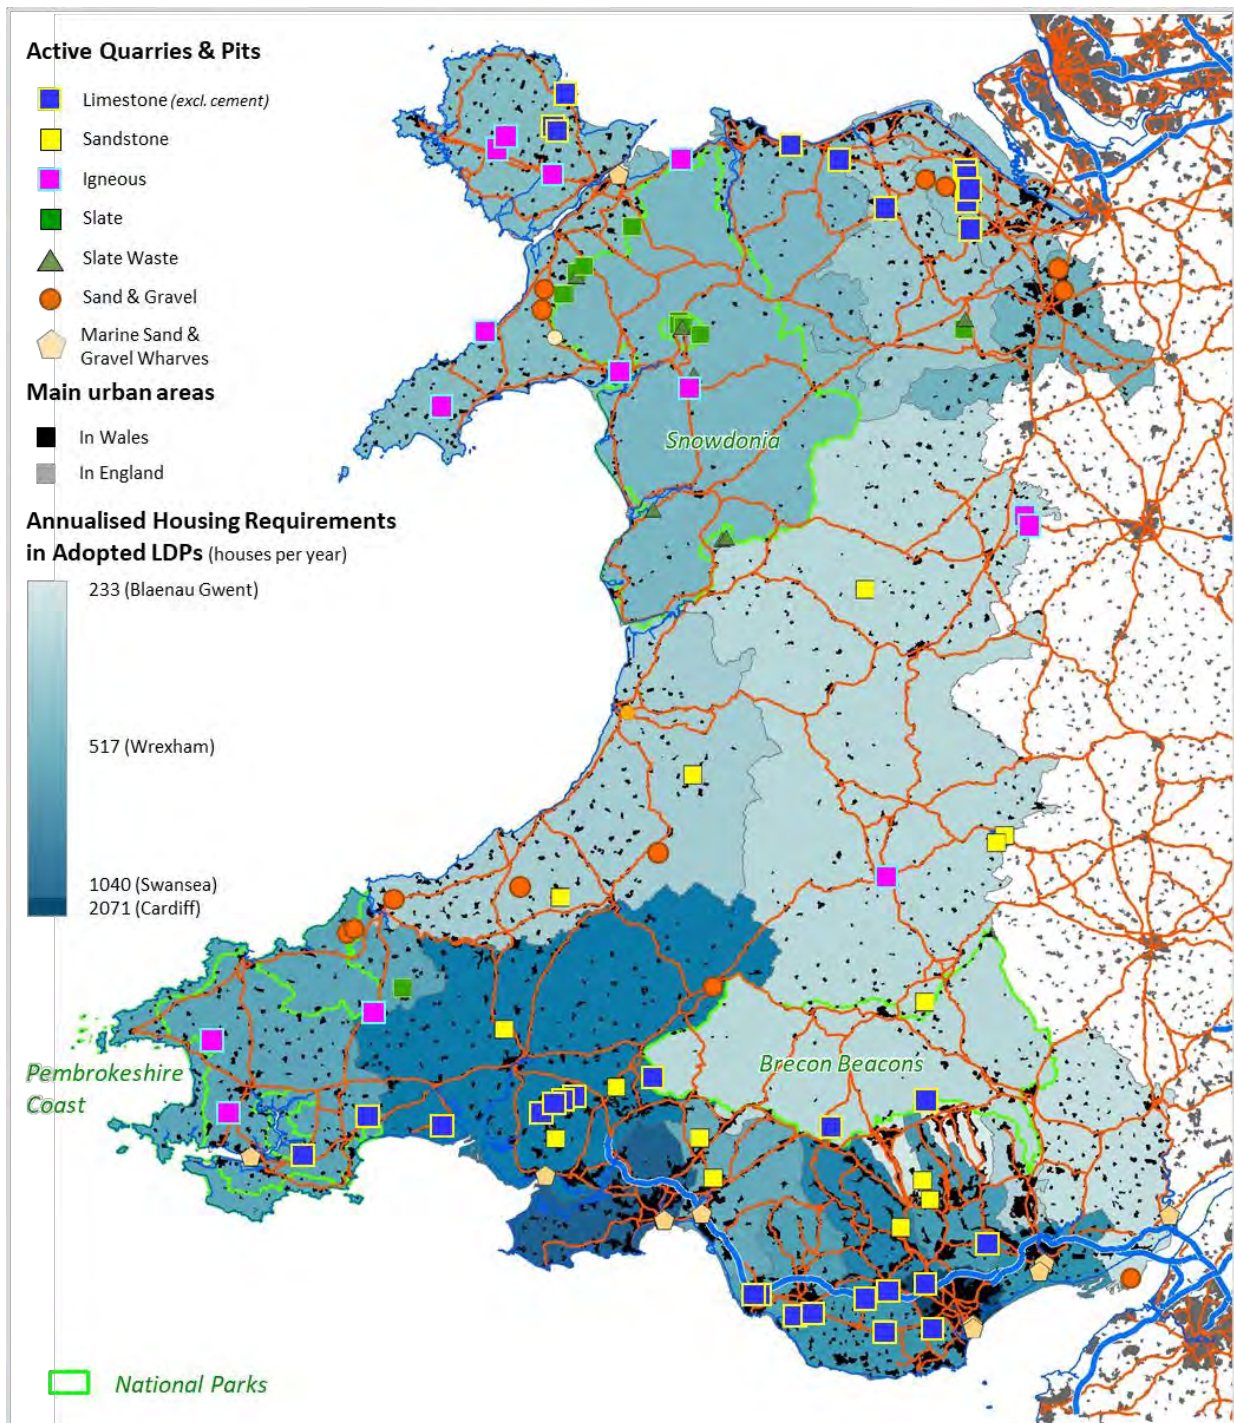 Active Quarries & Pits
Limestone (excl. cement)
Sandstone
Igneous
Slate
Slate Waste
Sand & Gravel
Marine Sand &
Gravel Wharves
Main urban areas
In Wales
In England
Annualised Housing Requirements
in Adopted LDPs (houses per year)
233 (Blaenau Gwent)
517 (Wrexham)
1040 (Swansea)
2071 (Cardiff)
Snowdonia
Pembrokeshire
Coast
Brecon Beacons
National Parks